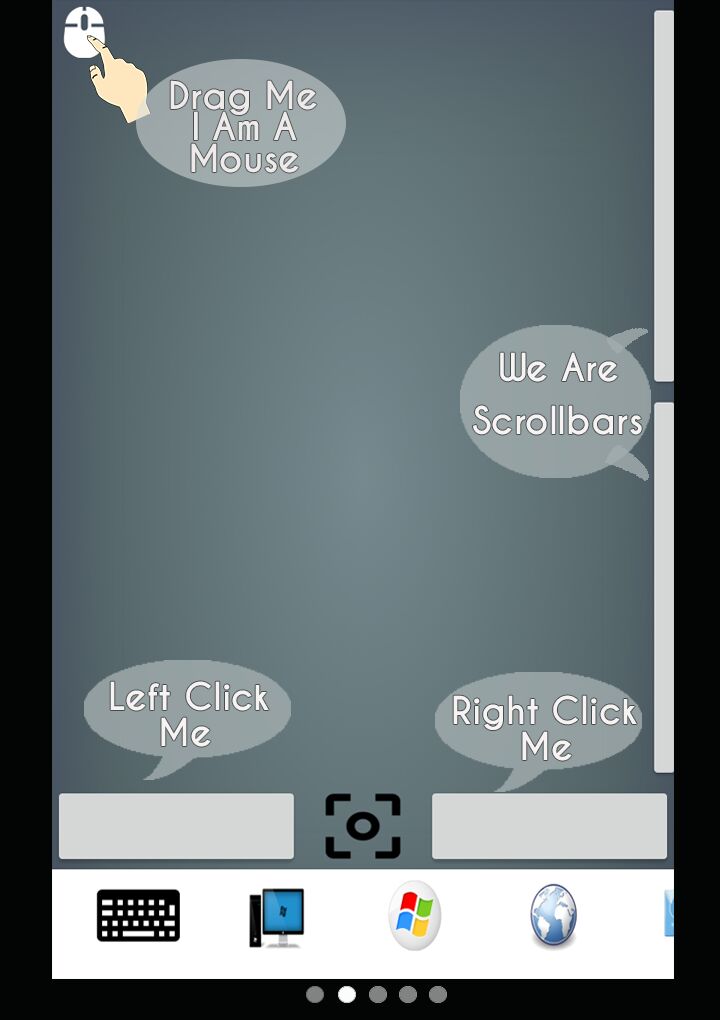 Drag Me
I Am A
Mouse
We Are
Scrollbars
Left Click
Me
Right Click
Me